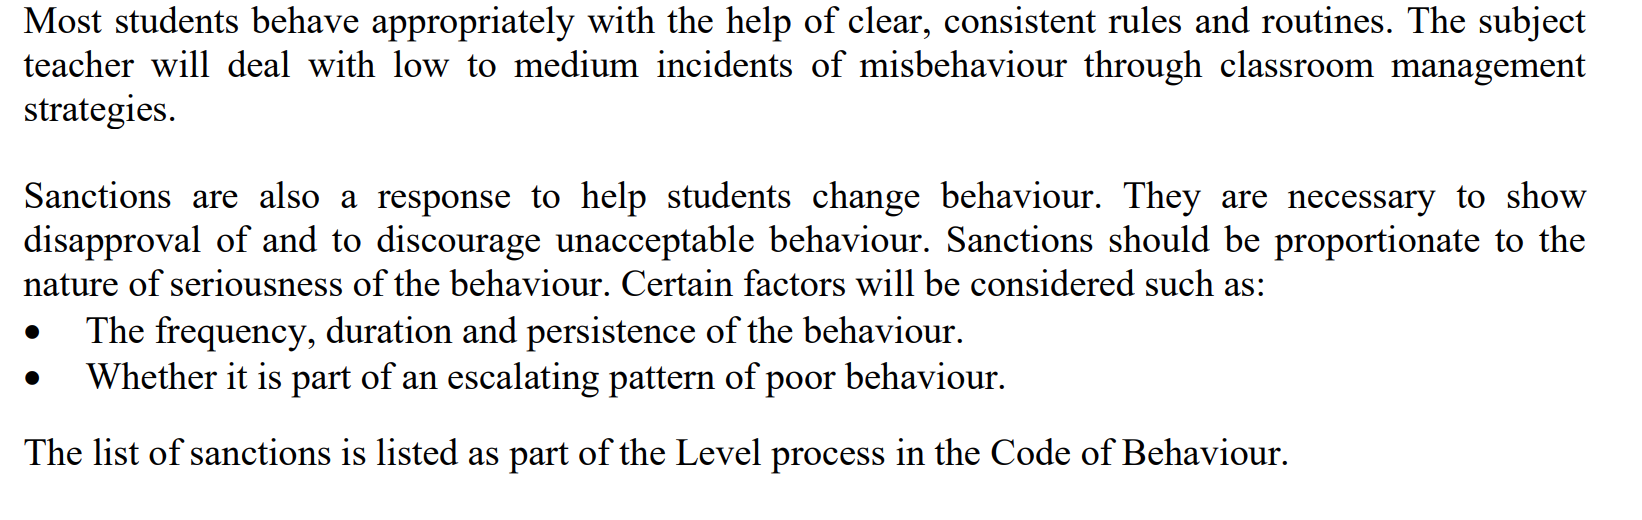 Most students behave appropriately with the help of clear, consistent rules and routines. The subject
teacher will deal with low to medium incidents of misbehaviour through classroom management
strategies.
Sanctions are also a response to help students change behaviour. They are necessary to show
disapproval of and to discourage unacceptable behaviour. Sanctions should be proportionate to the
nature of seriousness of the behaviour. Certain factors will be considered such as:
• The frequency, duration and persistence of the behaviour.
• Whether it is part of an escalating pattern of poor behaviour.
The list of sanctions is listed as part of the Level process in the Code of Behaviour.